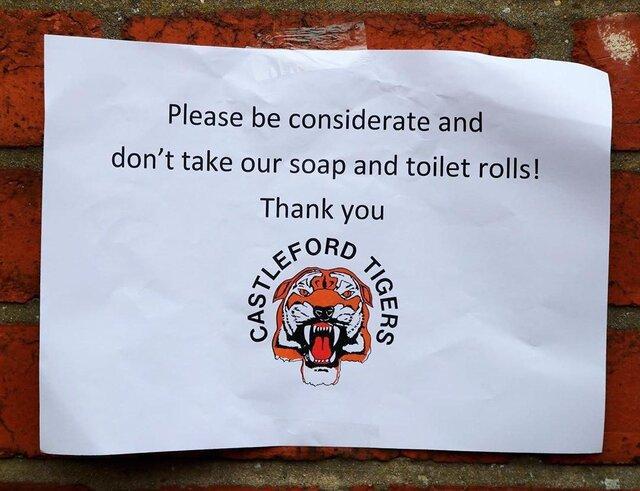 Please be considerate and
don't take our soap and toilet rolls!
Thank you
CASTLEFORD TIGERS